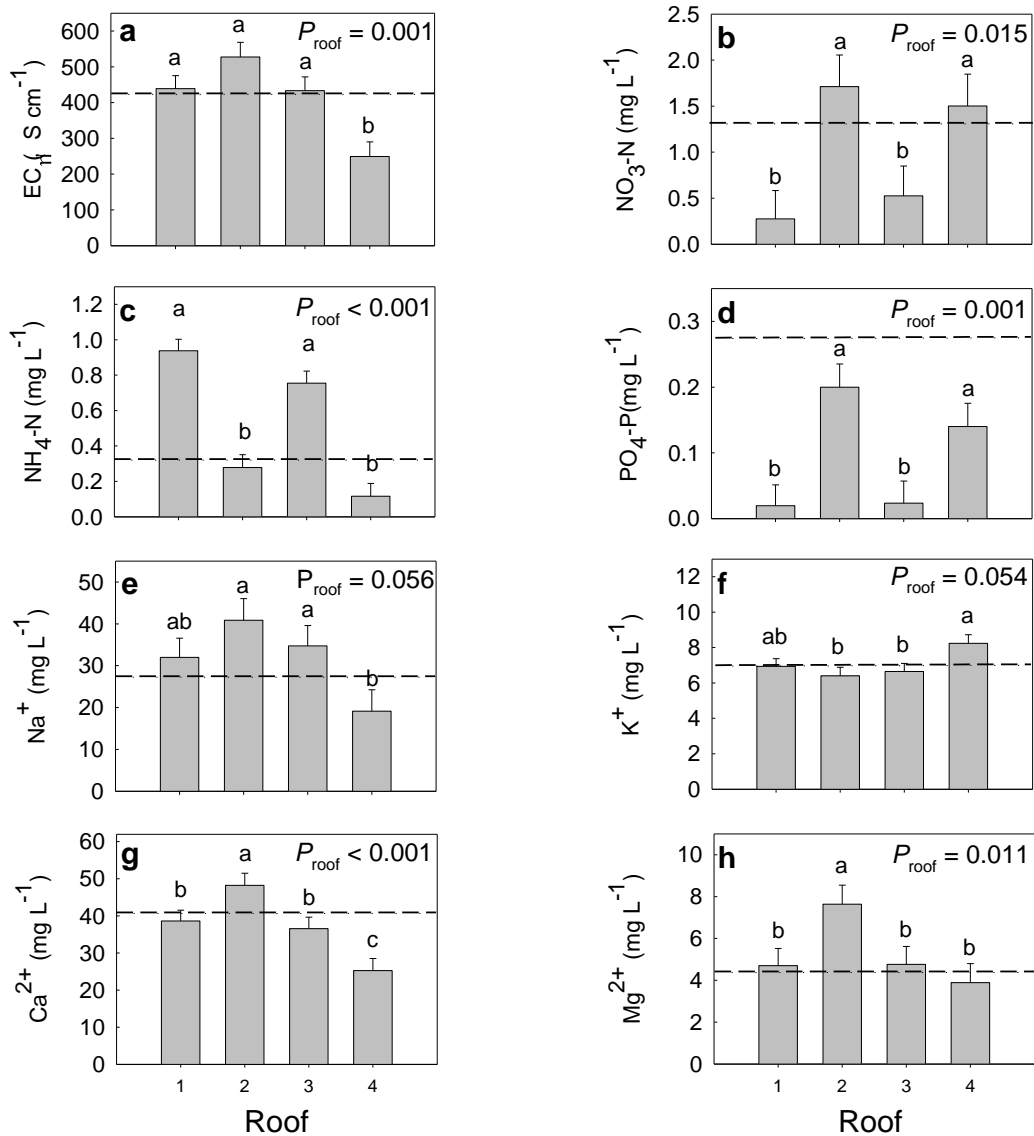 a
P_roof = 0.001
600
500
400
300
200
100
0
a
a
a
b
EC (S cm⁻¹)
b
P_roof = 0.015
2.5
2.0
1.5
1.0
0.5
0.0
b
a
b
a
NO₃-N (mg L⁻¹)
c
P_roof < 0.001
1.2
1.0
0.8
0.6
0.4
0.2
0.0
a
b
a
b
NH₄-N (mg L⁻¹)
d
P_roof = 0.001
0.3
0.2
0.1
0.0
b
a
b
a
PO₄-P(mg L⁻¹)
e
P_roof = 0.056
50
40
30
20
10
0
ab
a
a
b
Na⁺ (mg L⁻¹)
f
P_roof = 0.054
12
10
8
6
4
2
0
ab
b
b
a
K⁺ (mg L⁻¹)
g
P_roof < 0.001
60
50
40
30
20
10
0
b
a
b
c
Ca²⁺ (mg L⁻¹)
1 2 3 4
Roof
h
P_roof = 0.011
10
8
6
4
2
0
b
a
b
b
Mg²⁺ (mg L⁻¹)
1 2 3 4
Roof